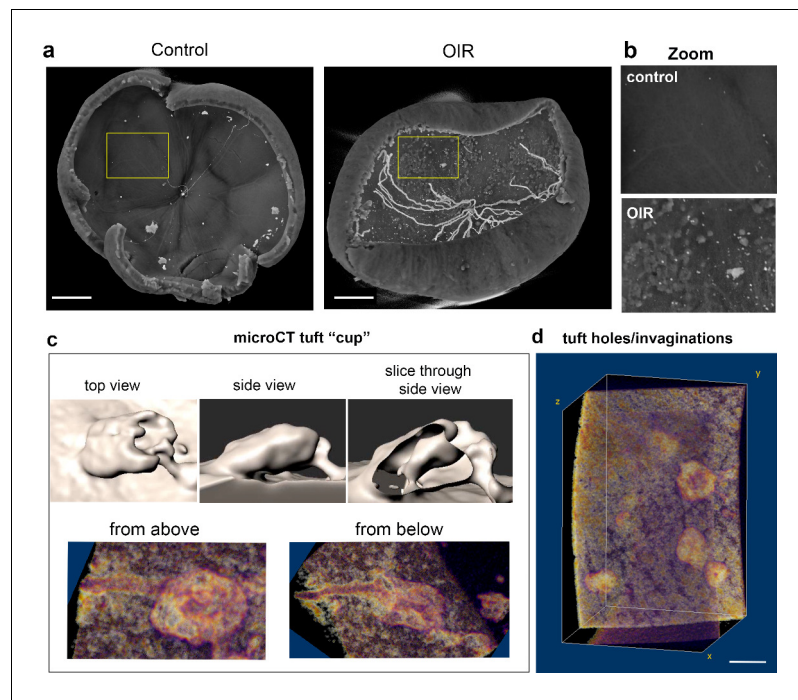 a
Control
OIR
b
Zoom
control
OIR
c
microCT tuft “cup”
top view
side view
slice through
side view
from above
from below
d
tuft holes/invaginations
z
y
x